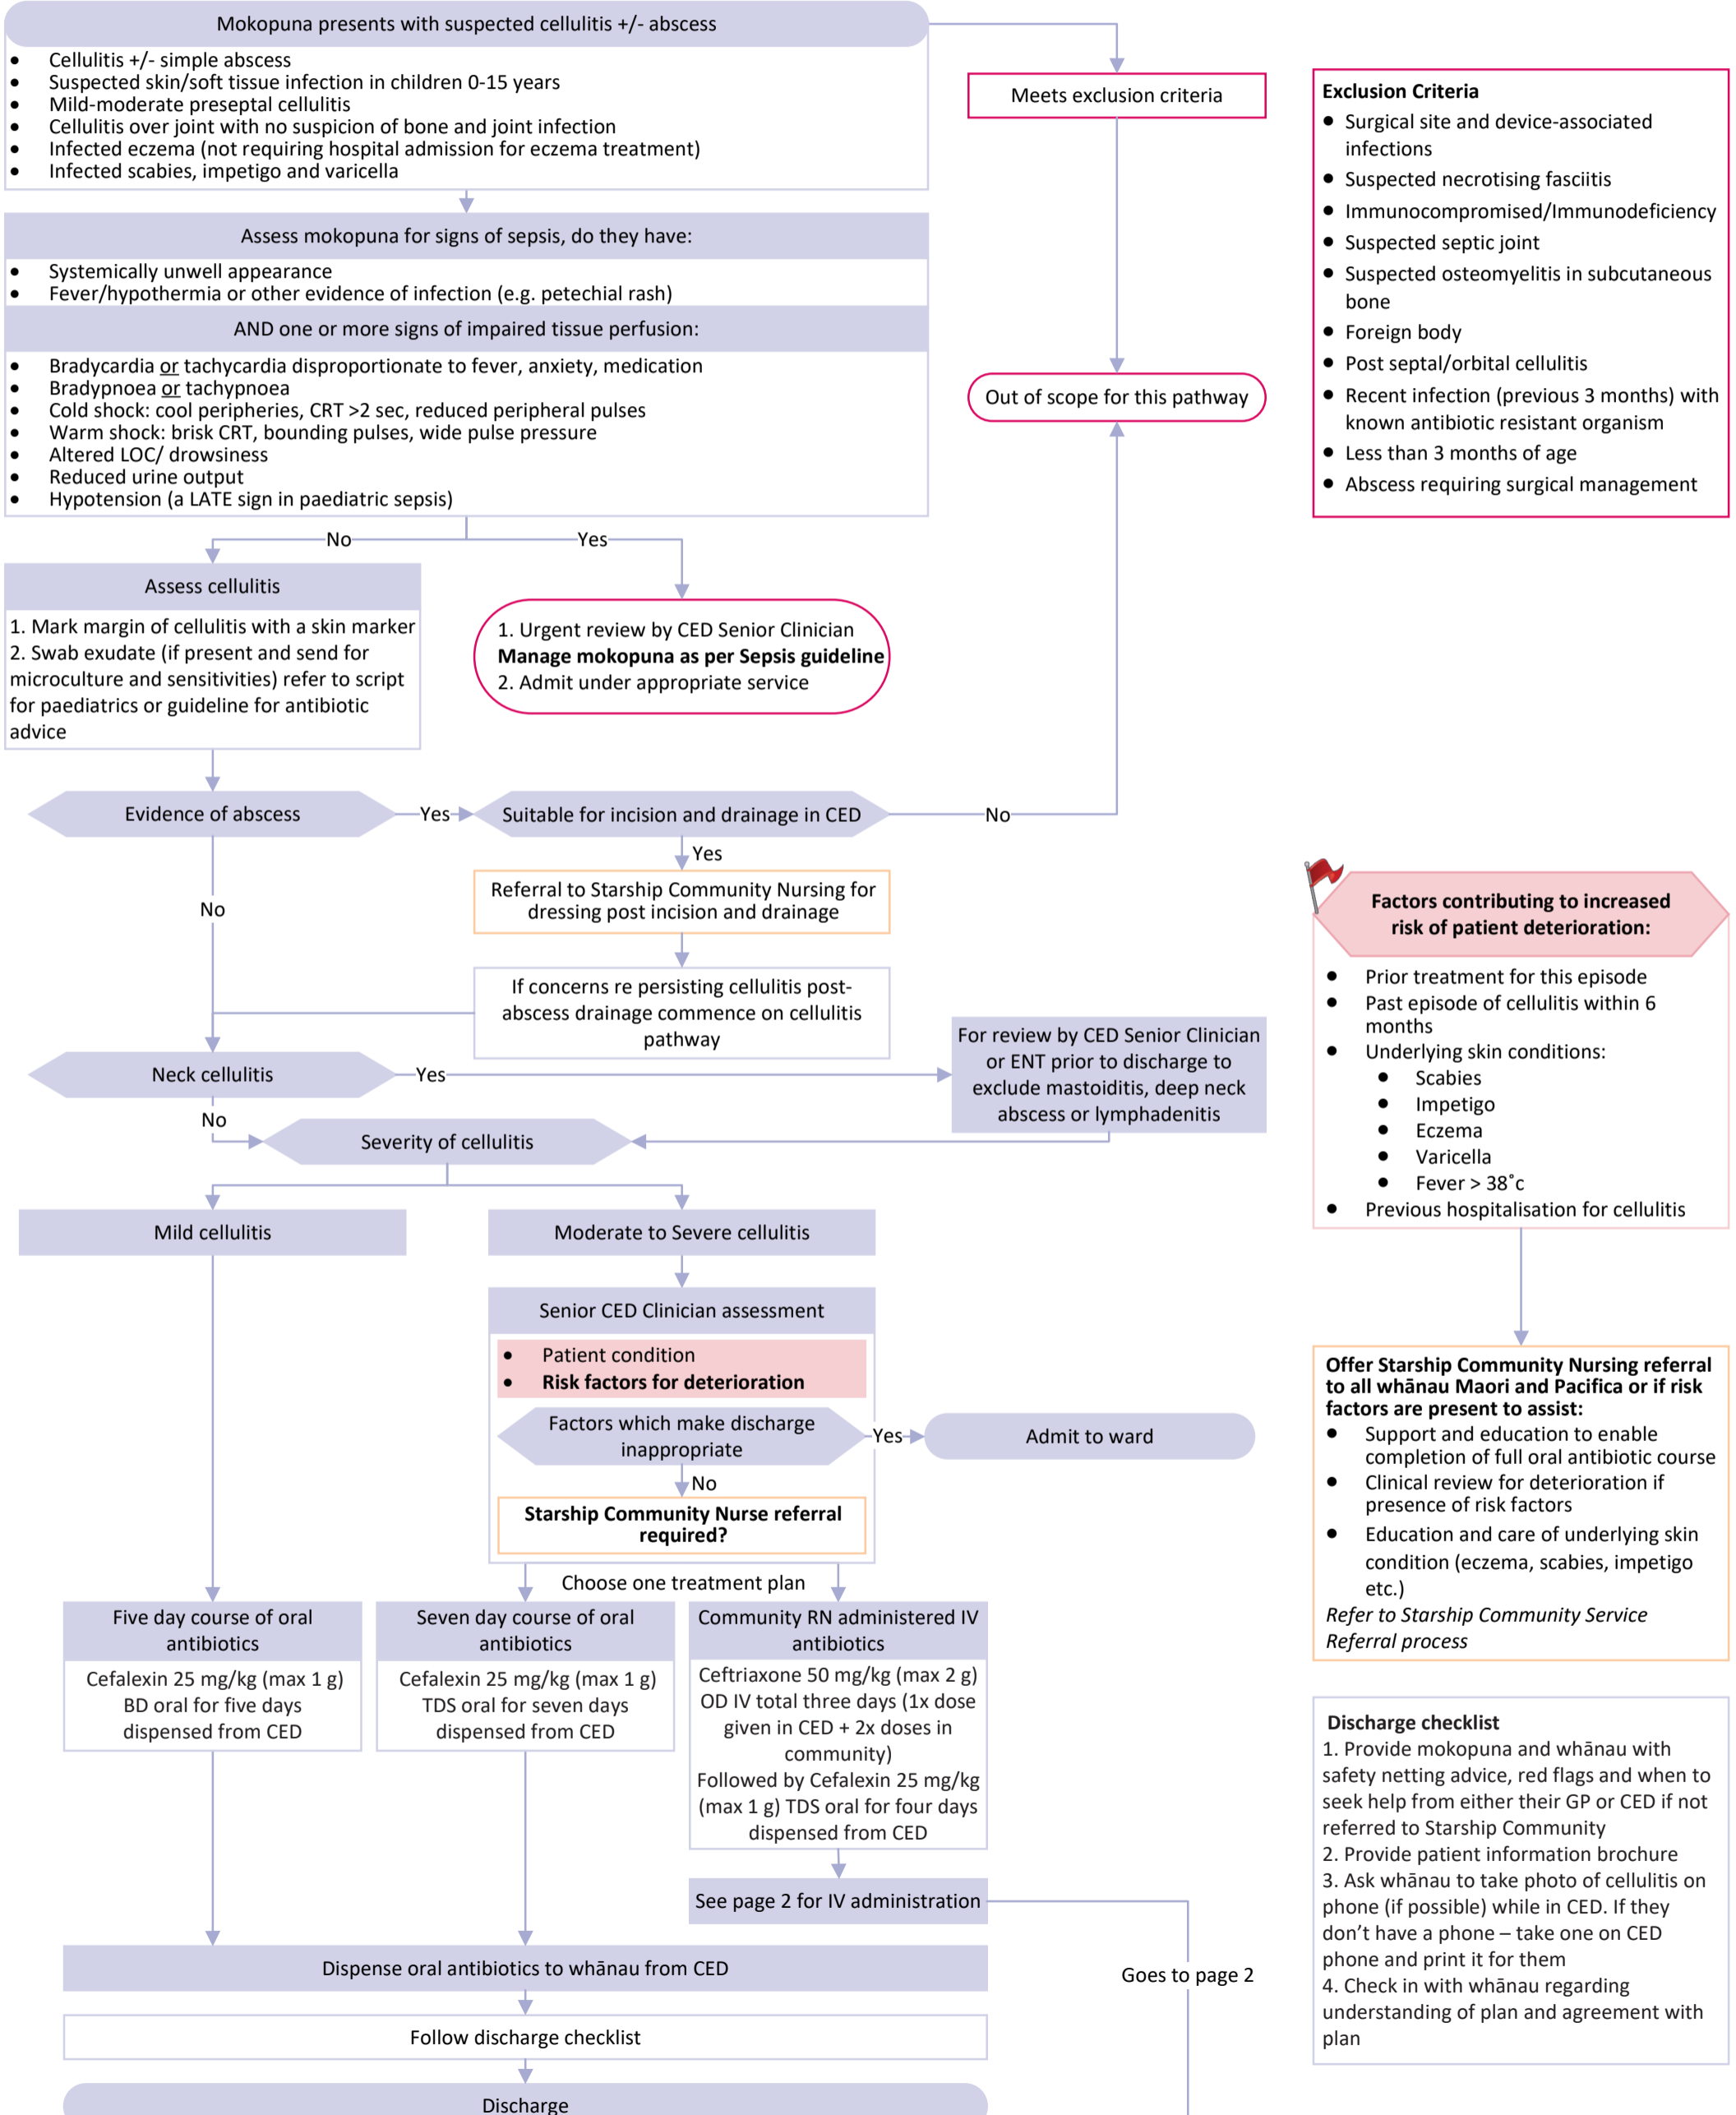 Mokopuna presents with suspected cellulitis +/- abscess
• Cellulitis +/- simple abscess
• Suspected skin/soft tissue infection in children 0-15 years
• Mild-moderate preseptal cellulitis
• Cellulitis over joint with no suspicion of bone and joint infection
• Infected eczema (not requiring hospital admission for eczema treatment)
• Infected scabies, impetigo and varicella
Meets exclusion criteria
Exclusion Criteria
• Surgical site and device-associated
infections
• Suspected necrotising fasciitis
• Immunocompromised/Immunodeficiency
• Suspected septic joint
• Suspected osteomyelitis in subcutaneous
bone
• Foreign body
• Post septal/orbital cellulitis
• Recent infection (previous 3 months) with
known antibiotic resistant organism
• Less than 3 months of age
• Abscess requiring surgical management
Assess mokopuna for signs of sepsis, do they have:
• Systemically unwell appearance
• Fever/hypothermia or other evidence of infection (e.g. petechial rash)
AND one or more signs of impaired tissue perfusion:
• Bradycardia or tachycardia disproportionate to fever, anxiety, medication
• Bradypnoea or tachypnoea
• Cold shock: cool peripheries, CRT >2 sec, reduced peripheral pulses
• Warm shock: brisk CRT, bounding pulses, wide pulse pressure
• Altered LOC/ drowsiness
• Reduced urine output
• Hypotension (a LATE sign in paediatric sepsis)
Out of scope for this pathway
No
Yes
Assess cellulitis
1. Mark margin of cellulitis with a skin marker
2. Swab exudate (if present and send for
microculture and sensitivities) refer to script
for paediatrics or guideline for antibiotic
advice
1. Urgent review by CED Senior Clinician
Manage mokopuna as per Sepsis guideline
2. Admit under appropriate service
Evidence of abscess
Yes
Suitable for incision and drainage in CED
No
Yes
No
Referral to Starship Community Nursing for
dressing post incision and drainage
If concerns re persisting cellulitis post-
abscess drainage commence on cellulitis
pathway
Neck cellulitis
Yes
For review by CED Senior Clinician
or ENT prior to discharge to
exclude mastoiditis, deep neck
abscess or lymphadenitis
No
Severity of cellulitis
Factors contributing to increased
risk of patient deterioration:
• Prior treatment for this episode
• Past episode of cellulitis within 6
months
• Underlying skin conditions:
• Scabies
• Impetigo
• Eczema
• Varicella
• Fever > 38˚c
• Previous hospitalisation for cellulitis
Mild cellulitis
Moderate to Severe cellulitis
Senior CED Clinician assessment
• Patient condition
• Risk factors for deterioration
Factors which make discharge
inappropriate
Yes
Admit to ward
No
Starship Community Nurse referral
required?
Offer Starship Community Nursing referral
to all whānau Maori and Pacifica or if risk
factors are present to assist:
• Support and education to enable
completion of full oral antibiotic course
• Clinical review for deterioration if
presence of risk factors
• Education and care of underlying skin
condition (eczema, scabies, impetigo
etc.)
Refer to Starship Community Service
Referral process
Choose one treatment plan
Five day course of oral
antibiotics
Cefalexin 25 mg/kg (max 1 g)
BD oral for five days
dispensed from CED
Seven day course of oral
antibiotics
Cefalexin 25 mg/kg (max 1 g)
TDS oral for seven days
dispensed from CED
Community RN administered IV
antibiotics
Ceftriaxone 50 mg/kg (max 2 g)
OD IV total three days (1x dose
given in CED + 2x doses in
community)
Followed by Cefalexin 25 mg/kg
(max 1 g) TDS oral for four days
dispensed from CED
See page 2 for IV administration
Goes to page 2
Dispense oral antibiotics to whānau from CED
Follow discharge checklist
Discharge
Discharge checklist
1. Provide mokopuna and whānau with
safety netting advice, red flags and when to
seek help from either their GP or CED if not
referred to Starship Community
2. Provide patient information brochure
3. Ask whānau to take photo of cellulitis on
phone (if possible) while in CED. If they
don't have a phone – take one on CED
phone and print it for them
4. Check in with whānau regarding
understanding of plan and agreement with
plan